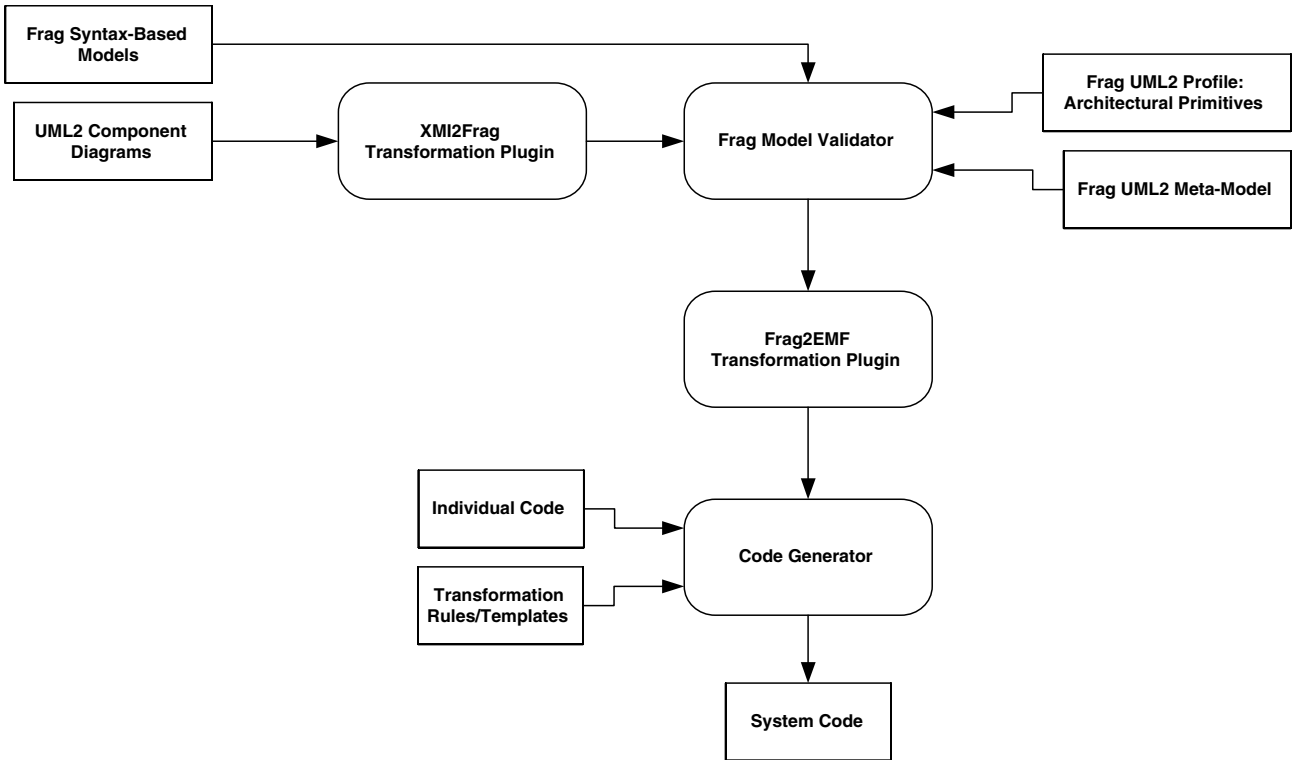 Frag Syntax-Based
Models
UML2 Component
Diagrams
XMI2Frag
Transformation Plugin
Frag Model Validator
Frag UML2 Profile:
Architectural Primitives
Frag UML2 Meta-Model
Frag2EMF
Transformation Plugin
Individual Code
Transformation
Rules/Templates
Code Generator
System Code